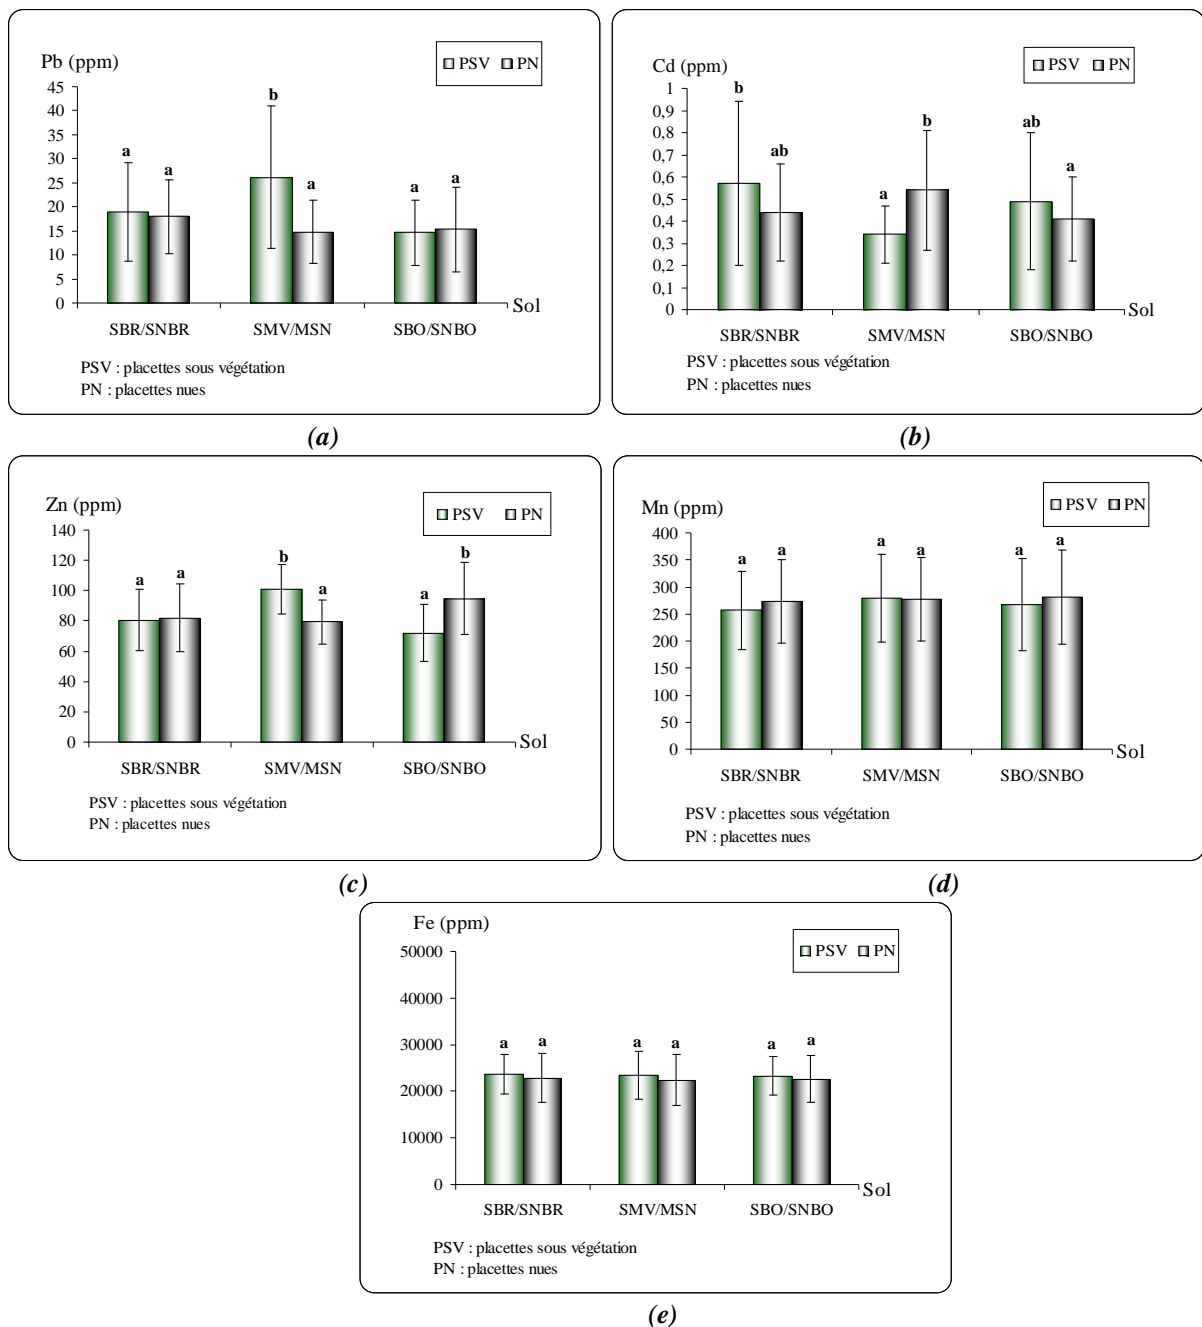 Pb (ppm)
PSV PN
45
40
35
30
25
20
15
10
5
0
a a b a a a
SBR/SNBR SMV/MSN SBO/SNBO
Sol
PSV : placettes sous végétation
PN : placettes nues
(a)
Cd (ppm)
PSV PN
1
0,9
0,8
0,7
0,6
0,5
0,4
0,3
0,2
0,1
0
b ab a b ab a
SBR/SNBR SMV/MSN SBO/SNBO
Sol
PSV : placettes sous végétation
PN : placettes nues
(b)
Zn (ppm)
PSV PN
140
120
100
80
60
40
20
0
a a b a a b
SBR/SNBR SMV/MSN SBO/SNBO
Sol
PSV : placettes sous végétation
PN : placettes nues
(c)
Mn (ppm)
PSV PN
400
350
300
250
200
150
100
50
0
a a a a a a
SBR/SNBR SMV/MSN SBO/SNBO
Sol
PSV : placettes sous végétation
PN : placettes nues
(d)
Fe (ppm)
PSV PN
50000
40000
30000
20000
10000
0
a a a a a a
SBR/SNBR SMV/MSN SBO/SNBO
Sol
PSV : placettes sous végétation
PN : placettes nues
(e)